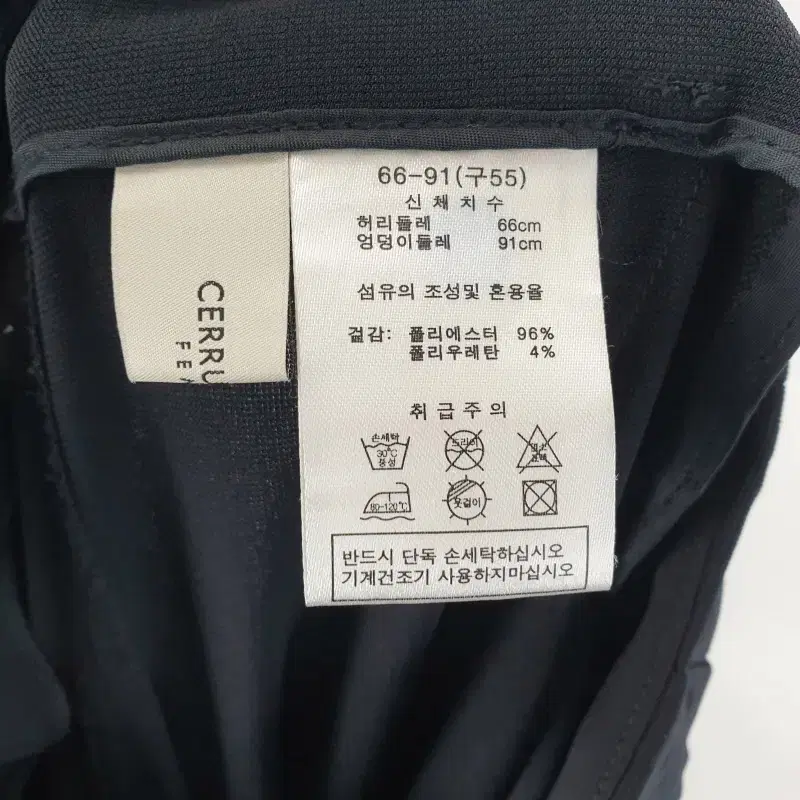 CERRU
FE
66-91(구55)
신체치수
허리둘레 66cm
엉덩이둘레 91cm
섬유의 조성및 혼용율
겉감: 폴리에스터 96%
폴리우레탄 4%
취급주의
손세탁
30℃
중성
드라이
염소
표백
80-120℃
옷걸이
반드시 단독 손세탁하십시오
기계건조기 사용하지마십시오